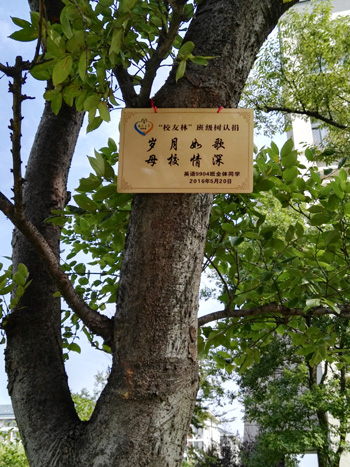 “校友林”班级树认捐
岁月如歌
母校情深
英语9904班全体同学
2016年5月20日